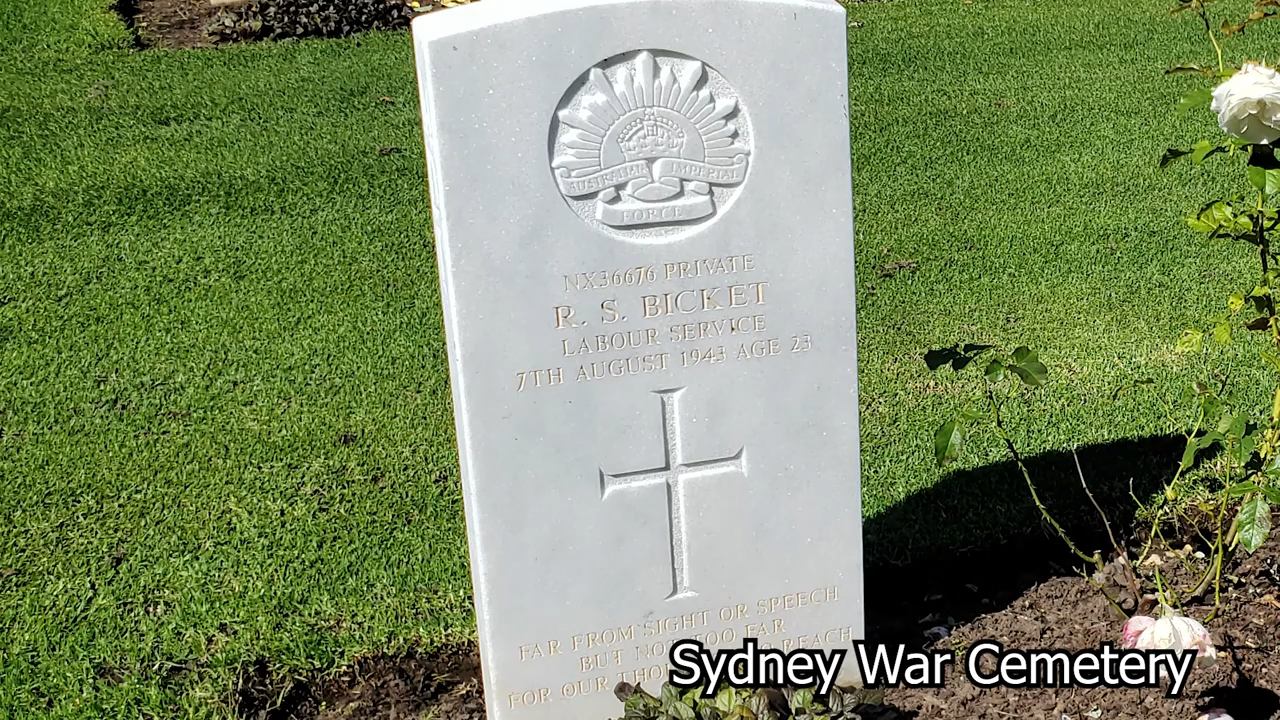 AUSTRALIAN IMPERIAL
FORCE
NX36676 PRIVATE
R. S. BICKET
LABOUR SERVICE
7TH AUGUST 1943 AGE 23
FAR FROM SIGHT OR SPEECH
BUT NOT TOO FAR
FOR OUR REACH
Sydney War Cemetery